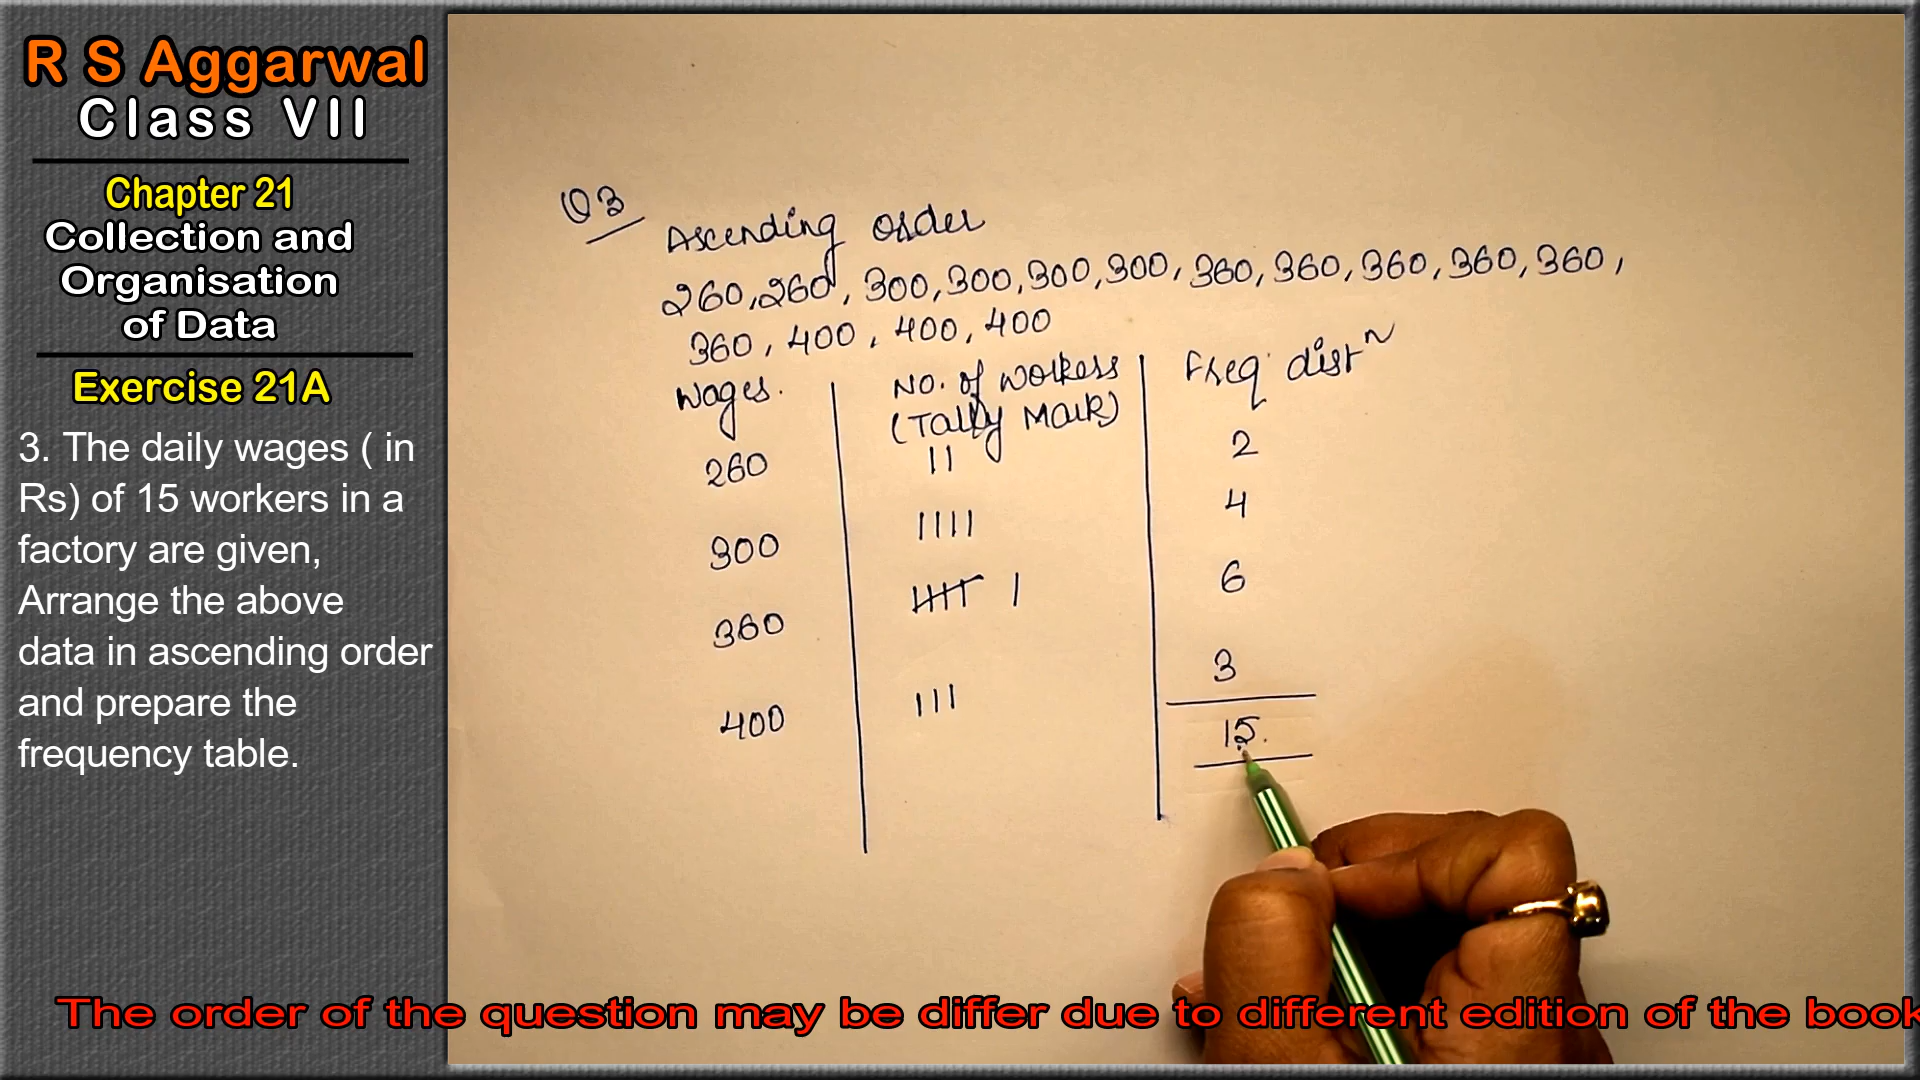 R S Aggarwal
Class VII
Chapter 21
Collection and
Organisation
of Data
Exercise 21A
3. The daily wages ( in
Rs) of 15 workers in a
factory are given,
Arrange the above
data in ascending order
and prepare the
frequency table.
Q3
Ascending order
260, 260, 300, 300, 300, 300, 360, 360, 360, 360, 360,
360, 400, 400, 400
Wages. No. of workers Freq. distⁿ
(Tally Mark)
260 || 2
300 |||| 4
360 ~~||||~~ | 6
400 ||| 3
15.
The order of the question may be differ due to different edition of the book